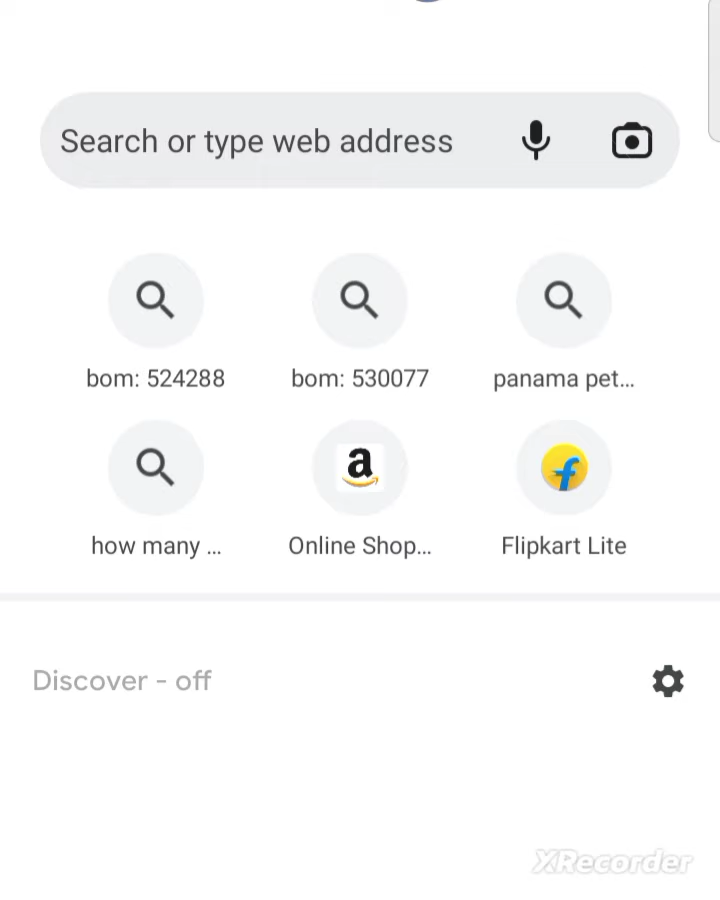 Search or type web address
bom: 524288
bom: 530077
panama pet...
how many ...
Online Shop...
Flipkart Lite
Discover - off
XRecorder